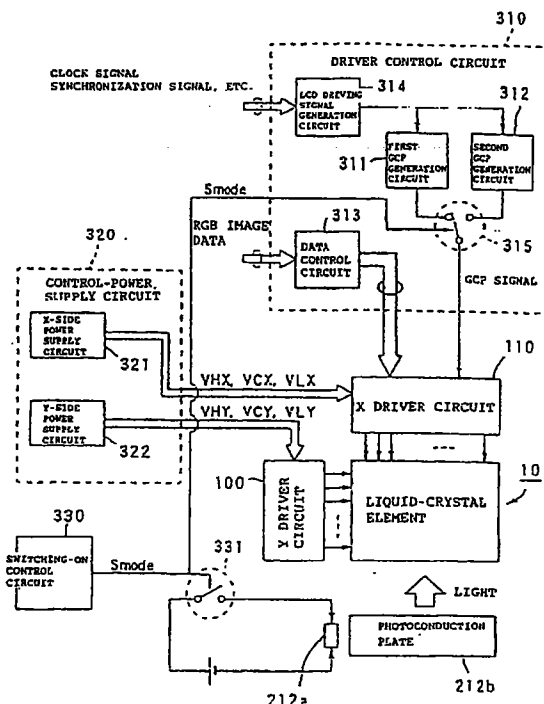 310
DRIVER CONTROL CIRCUIT
CLOCK SIGNAL
SYNCHRONIZATION SIGNAL, ETC.
314
LCD DRIVING
SIGNAL
GENERATION
CIRCUIT
312
311
FIRST
GCP
GENERATION
CIRCUIT
SECOND
GCP
GENERATION
CIRCUIT
Smode
313
315
RGB IMAGE
DATA
DATA
CONTROL
CIRCUIT
GCP SIGNAL
320
CONTROL-POWER,
SUPPLY CIRCUIT
X-SIDE
POWER
SUPPLY
CIRCUIT
321
VHX, VCX, VLX
110
X DRIVER CIRCUIT
Y-SIDE
POWER
SUPPLY
CIRCUIT
322
VHY, VCY, VLY
100
Y DRIVER
CIRCUIT
10
LIQUID-CRYSTAL
ELEMENT
330
SWITCHING-ON
CONTROL
CIRCUIT
Smode
331
LIGHT
PHOTOCONDUCTION
PLATE
212a
212b